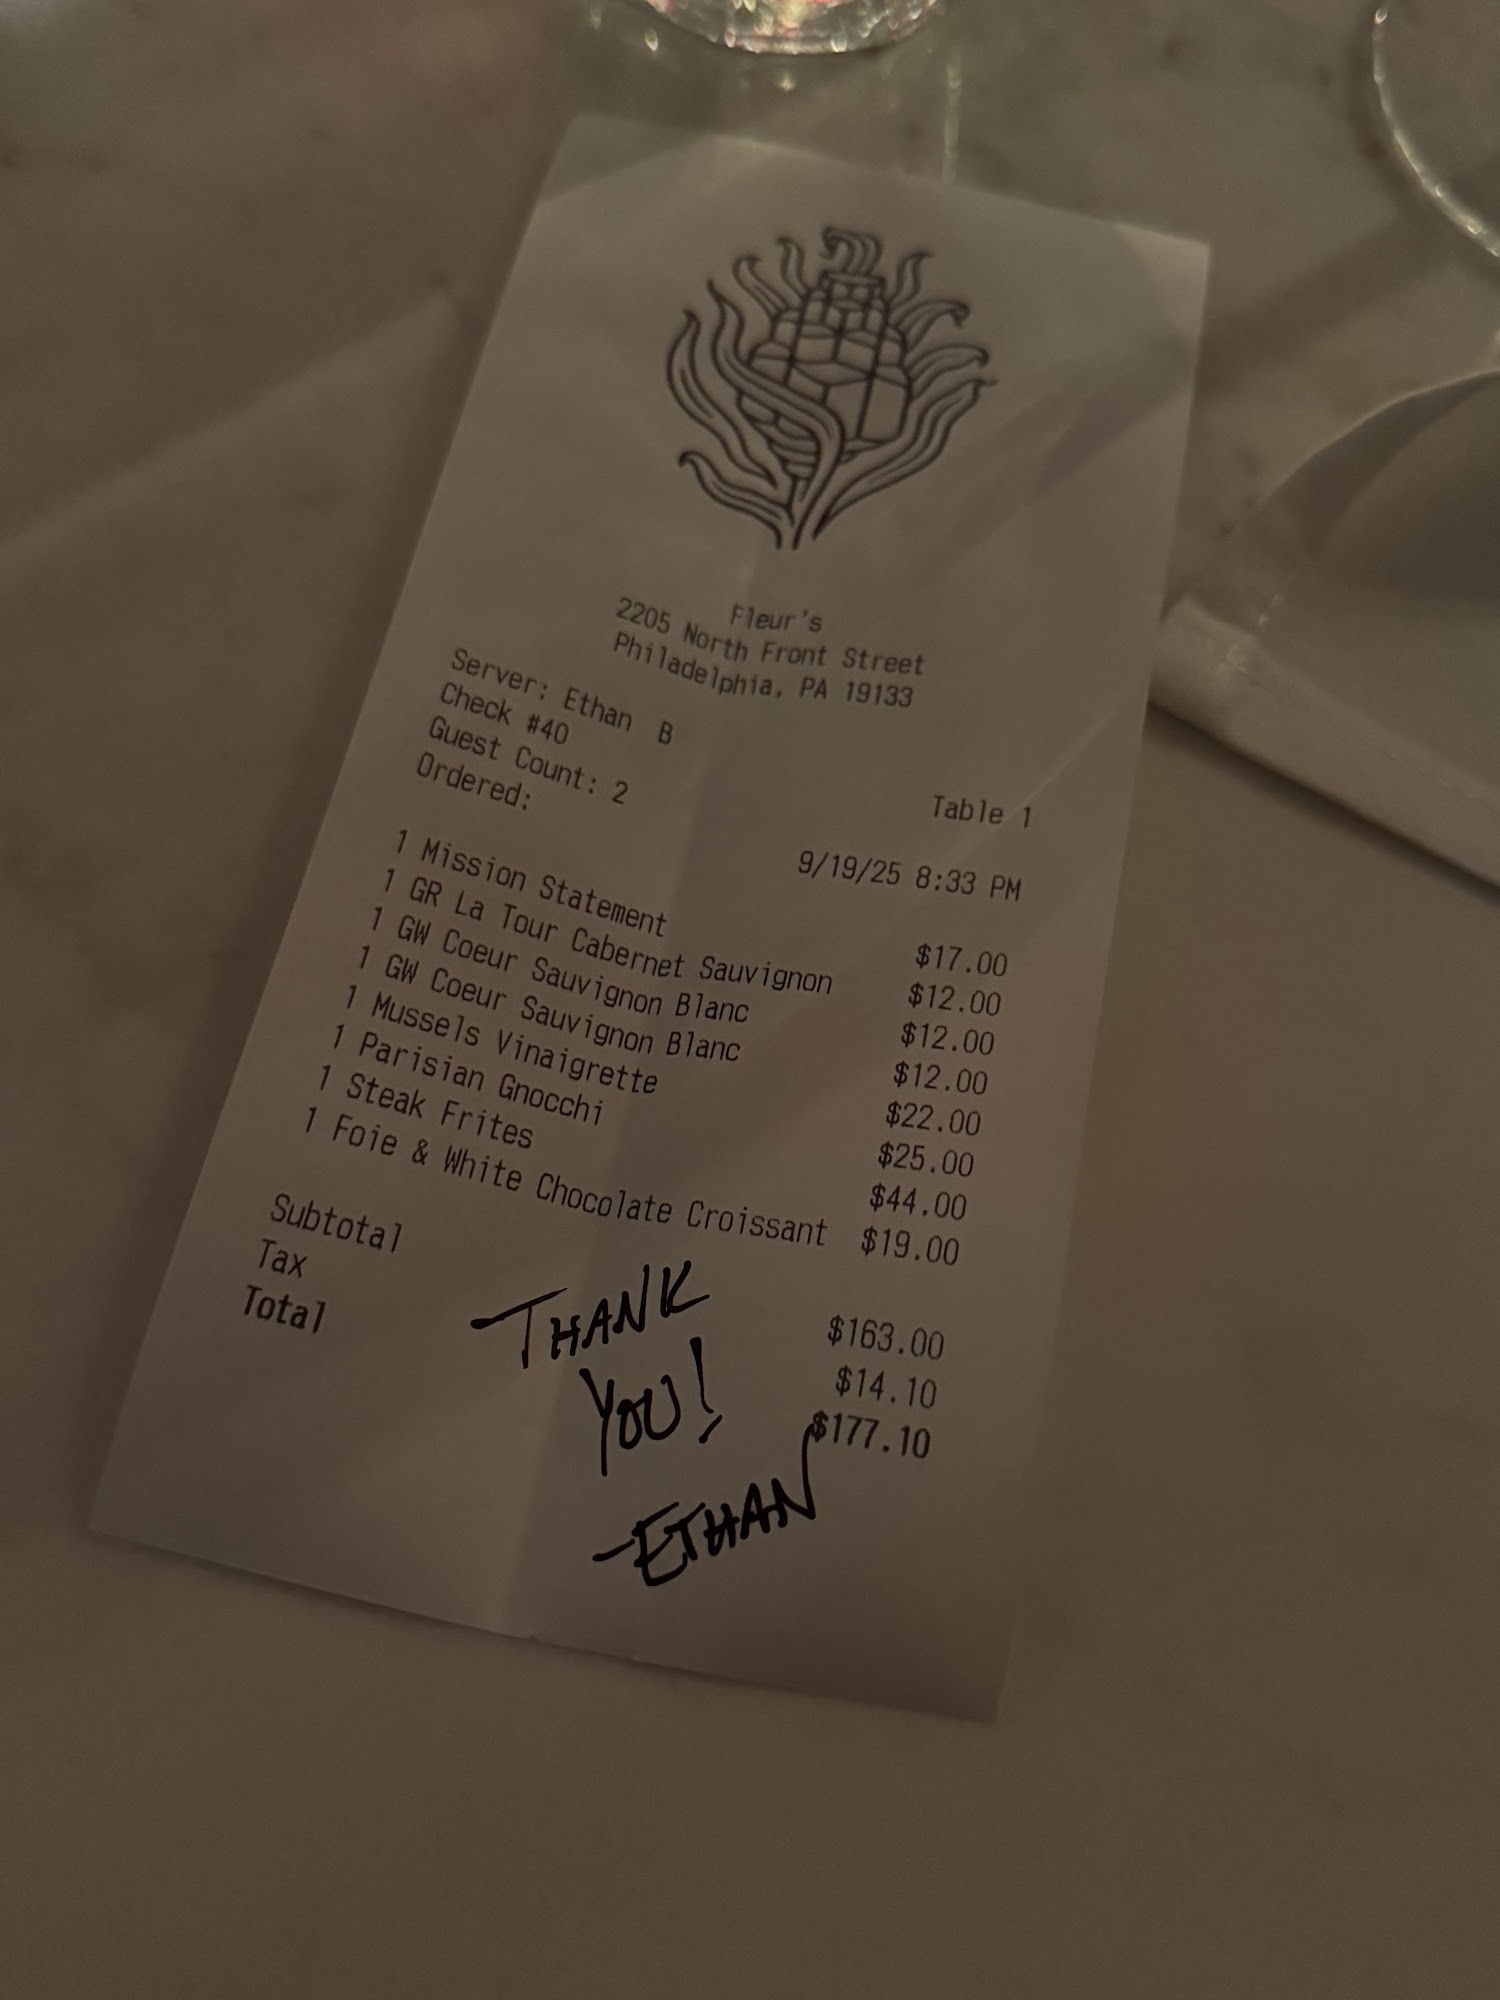 Fleur's
2205 North Front Street
Philadelphia, PA 19133
Server: Ethan B
Check #40 Table 1
Guest Count: 2
Ordered: 9/19/25 8:33 PM
1 Mission Statement $17.00
1 GR La Tour Cabernet Sauvignon $12.00
1 GW Coeur Sauvignon Blanc $12.00
1 GW Coeur Sauvignon Blanc $12.00
1 Mussels Vinaigrette $22.00
1 Parisian Gnocchi $25.00
1 Steak Frites $44.00
1 Foie & White Chocolate Croissant $19.00
Subtotal $163.00
Tax $14.10
Total $177.10
THANK
YOU!
-ETHAN